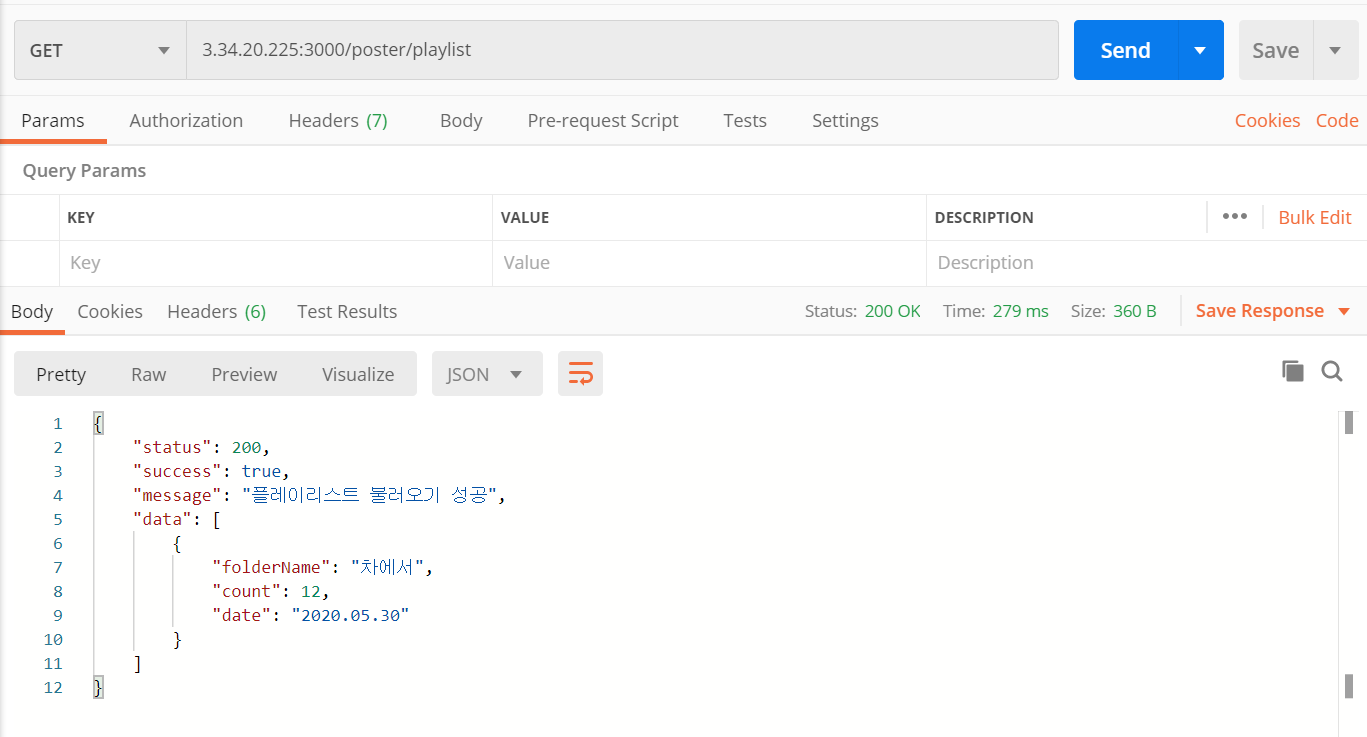 GET 3.34.20.225:3000/poster/playlist Send Save
Params Authorization Headers (7) Body Pre-request Script Tests Settings Cookies Code
Query Params
KEY VALUE DESCRIPTION ••• Bulk Edit
Key Value Description
Body Cookies Headers (6) Test Results Status: 200 OK Time: 279 ms Size: 360 B Save Response
Pretty Raw Preview Visualize JSON
1 {
2 "status": 200,
3 "success": true,
4 "message": "플레이리스트 불러오기 성공",
5 "data": [
6 {
7 "folderName": "차에서",
8 "count": 12,
9 "date": "2020.05.30"
10 }
11 ]
12 }